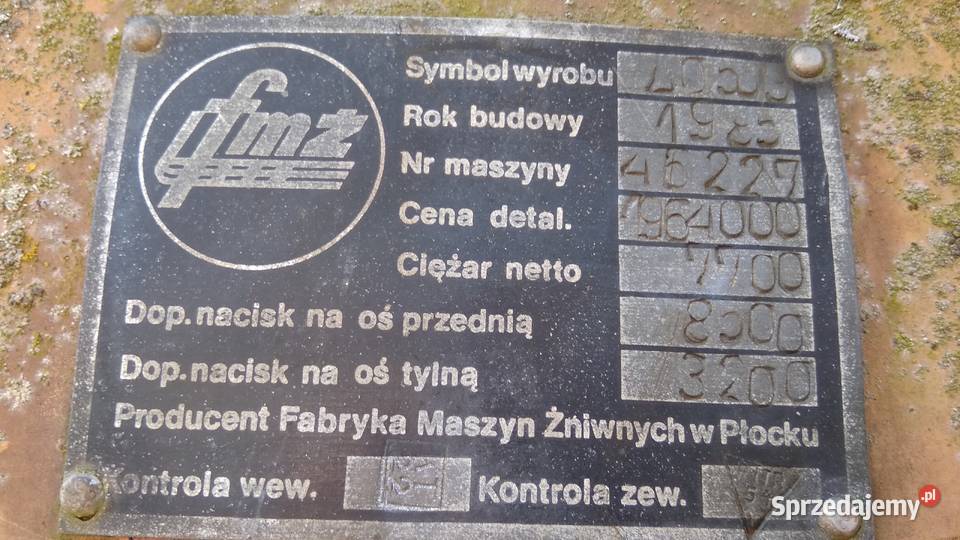 fmż
Symbol wyrobu
Rok budowy 1985
Nr maszyny 46227
Cena detal. 1964000
Ciężar netto 7700
Dop. nacisk na oś przednią 8500
Dop. nacisk na oś tylną 3200
Producent Fabryka Maszyn Żniwnych w Płocku
Kontrola wew. Kontrola zew.
Sprzedajemy.pl